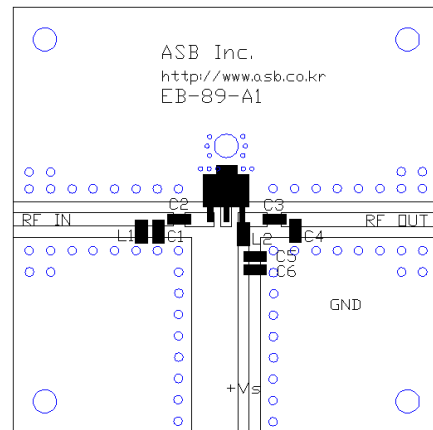 ASB Inc.
http://www.asb.co.kr
EB-89-A1
C2 C3
RF IN RF OUT
L1 C1 L2 C4
C5
C6
GND
+Vs